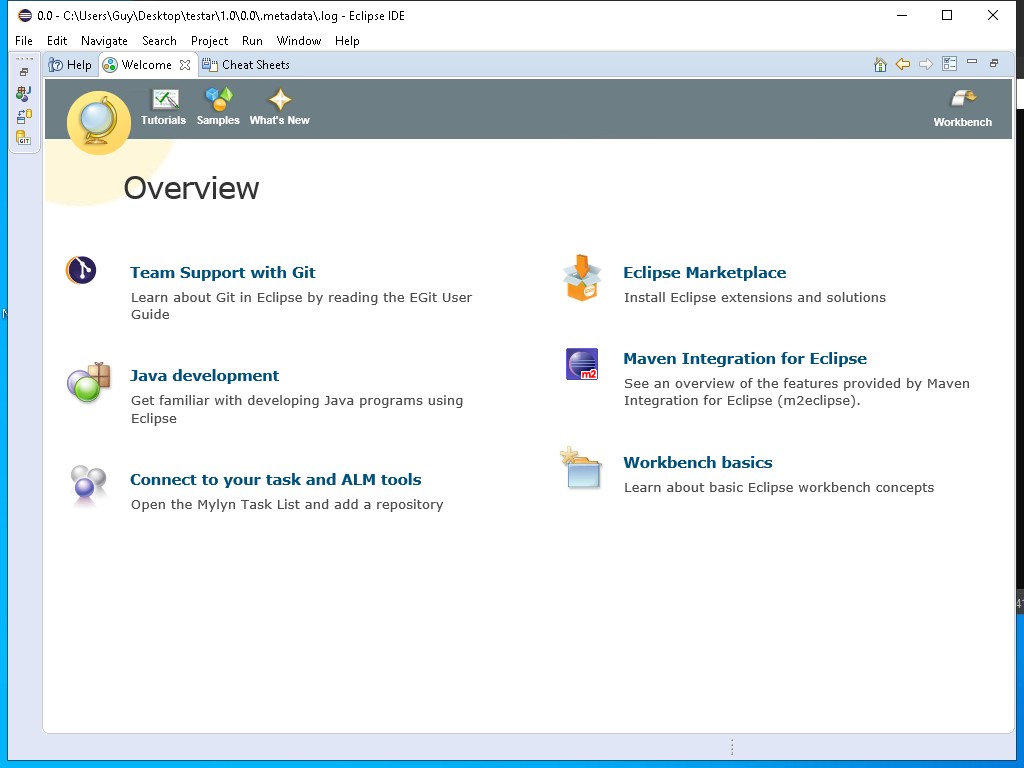 0.0 - C:\Users\Guy\Desktop\testar\1.0\0.0\.metadata\.log - Eclipse IDE
File Edit Navigate Search Project Run Window Help
Help Welcome Cheat Sheets
GIT
Tutorials Samples What's New Workbench
Overview
Team Support with Git
Learn about Git in Eclipse by reading the EGit User
Guide
Java development
Get familiar with developing Java programs using
Eclipse
Connect to your task and ALM tools
Open the Mylyn Task List and add a repository
Eclipse Marketplace
Install Eclipse extensions and solutions
m2
Maven Integration for Eclipse
See an overview of the features provided by Maven
Integration for Eclipse (m2eclipse).
Workbench basics
Learn about basic Eclipse workbench concepts